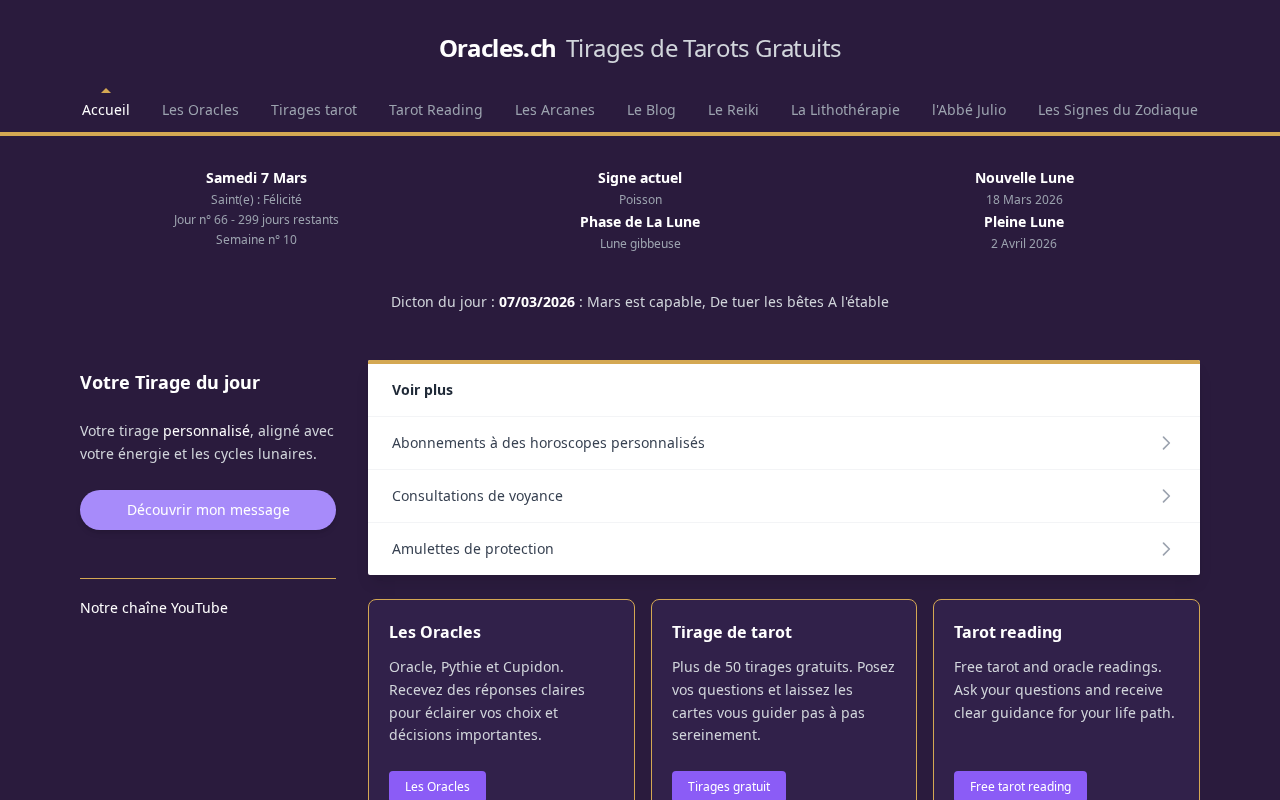 Oracles.ch Tirages de Tarots Gratuits
Accueil Les Oracles Tirages tarot Tarot Reading Les Arcanes Le Blog Le Reiki La Lithothérapie l'Abbé Julio Les Signes du Zodiaque
Samedi 7 Mars
Saint(e) : Félicité
Jour n° 66 - 299 jours restants
Semaine n° 10
Signe actuel
Poisson
Phase de La Lune
Lune gibbeuse
Nouvelle Lune
18 Mars 2026
Pleine Lune
2 Avril 2026
Dicton du jour : 07/03/2026 : Mars est capable, De tuer les bêtes A l'étable
Votre Tirage du jour
Votre tirage personnalisé, aligné avec
votre énergie et les cycles lunaires.
Découvrir mon message
Notre chaîne YouTube
Voir plus
Abonnements à des horoscopes personnalisés
Consultations de voyance
Amulettes de protection
Les Oracles
Oracle, Pythie et Cupidon.
Recevez des réponses claires
pour éclairer vos choix et
décisions importantes.
Les Oracles
Tirage de tarot
Plus de 50 tirages gratuits. Posez
vos questions et laissez les
cartes vous guider pas à pas
sereinement.
Tirages gratuit
Tarot reading
Free tarot and oracle readings.
Ask your questions and receive
clear guidance for your life path.
Free tarot reading